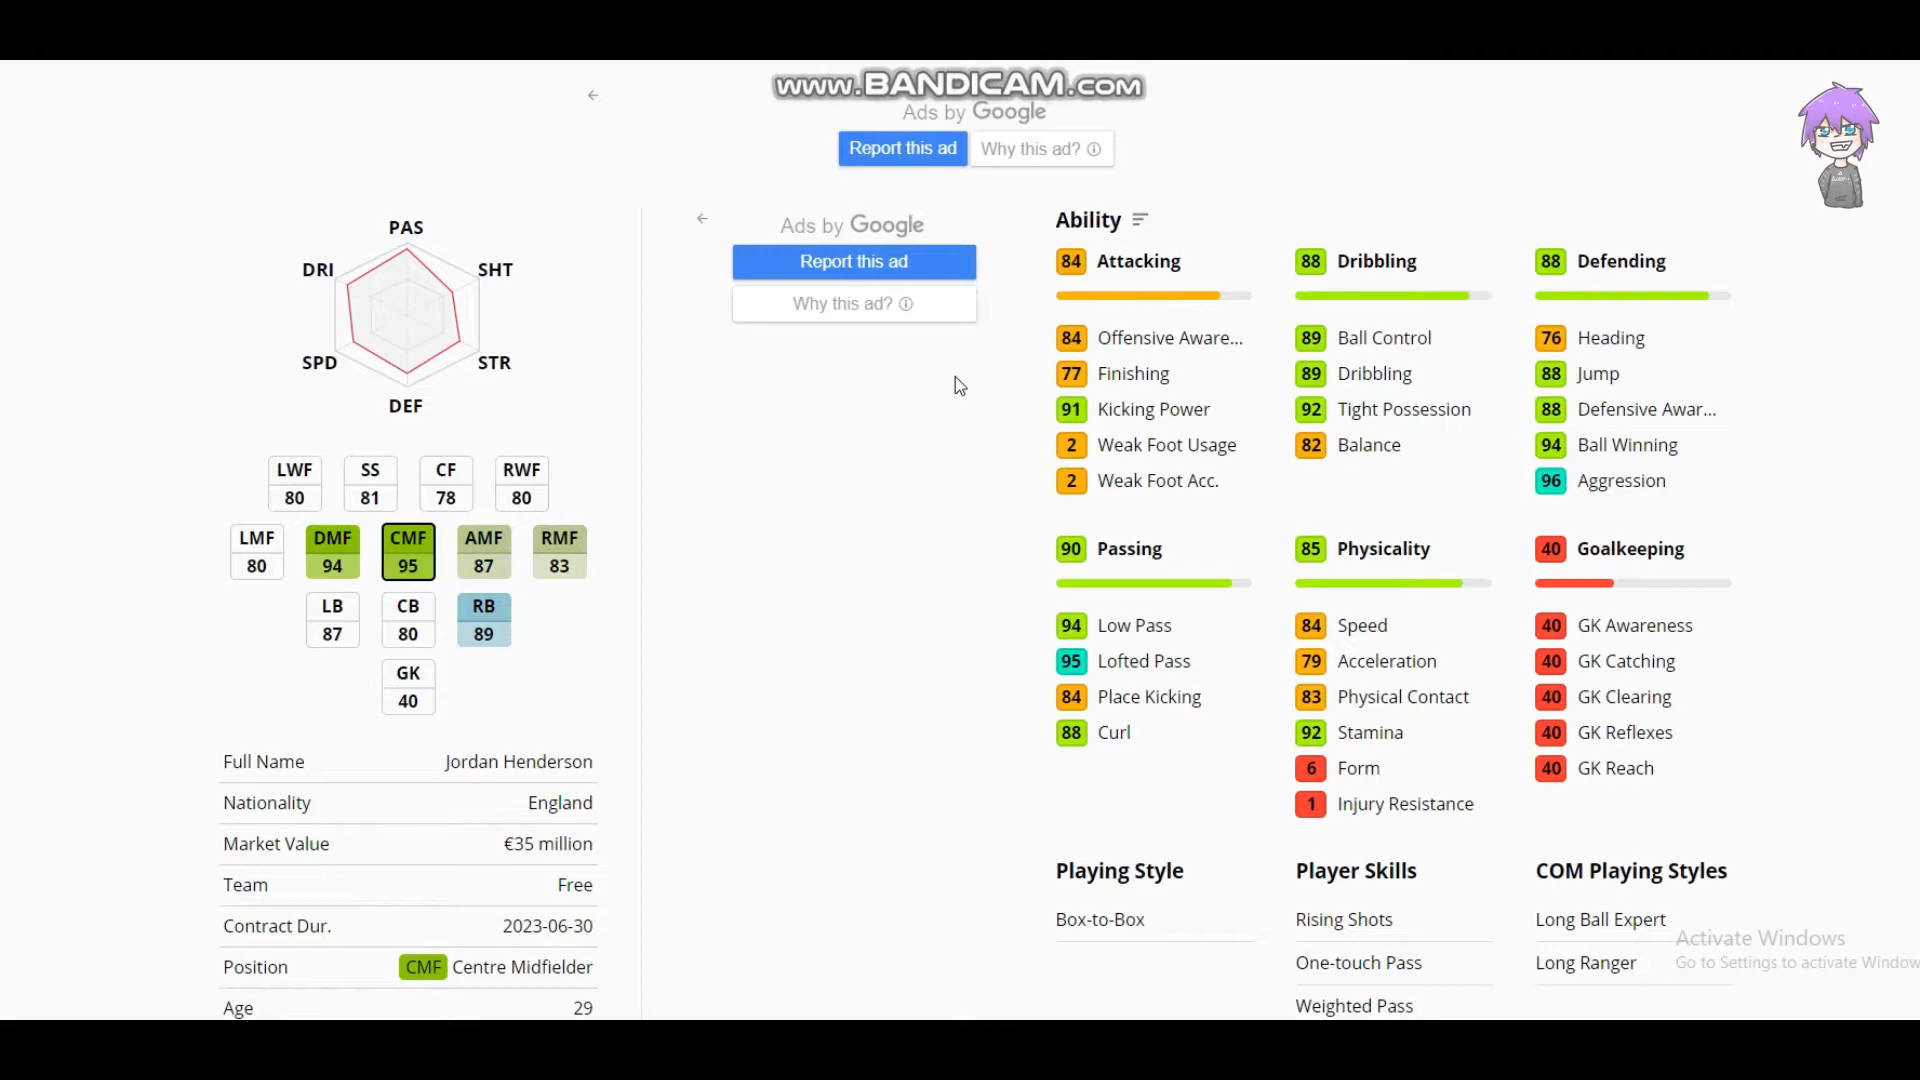 www.BANDICAM.com
Ads by Google
Report this ad Why this ad?
PAS
DRI SHT
SPD STR
DEF
LWF SS CF RWF
80 81 78 80
LMF DMF CMF AMF RMF
80 94 95 87 83
LB CB RB
87 80 89
GK
40
Full Name Jordan Henderson
Nationality England
Market Value €35 million
Team Free
Contract Dur. 2023-06-30
Position CMF Centre Midfielder
Age 29
Ads by Google
Report this ad
Why this ad?
Ability
84 Attacking
84 Offensive Aware...
77 Finishing
91 Kicking Power
2 Weak Foot Usage
2 Weak Foot Acc.
88 Dribbling
89 Ball Control
89 Dribbling
92 Tight Possession
82 Balance
88 Defending
76 Heading
88 Jump
88 Defensive Awar...
94 Ball Winning
96 Aggression
90 Passing
94 Low Pass
95 Lofted Pass
84 Place Kicking
88 Curl
85 Physicality
84 Speed
79 Acceleration
83 Physical Contact
92 Stamina
6 Form
1 Injury Resistance
40 Goalkeeping
40 GK Awareness
40 GK Catching
40 GK Clearing
40 GK Reflexes
40 GK Reach
Playing Style
Box-to-Box
Player Skills
Rising Shots
One-touch Pass
Weighted Pass
COM Playing Styles
Long Ball Expert
Long Ranger
Activate Windows
Go to Settings to activate Window